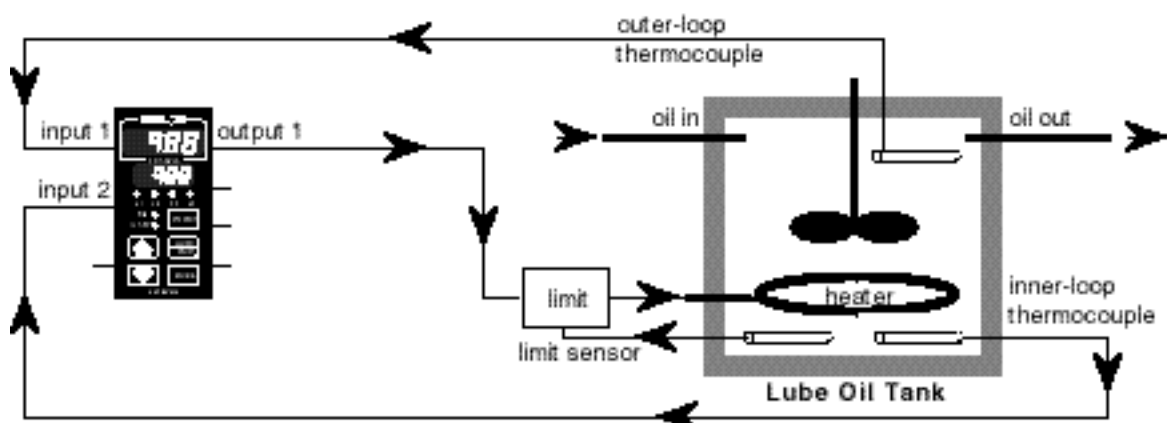 outer-loop
thermocouple
input 1
output 1
oil in
oil out
input 2
limit
heater
inner-loop
thermocouple
limit sensor
Lube Oil Tank